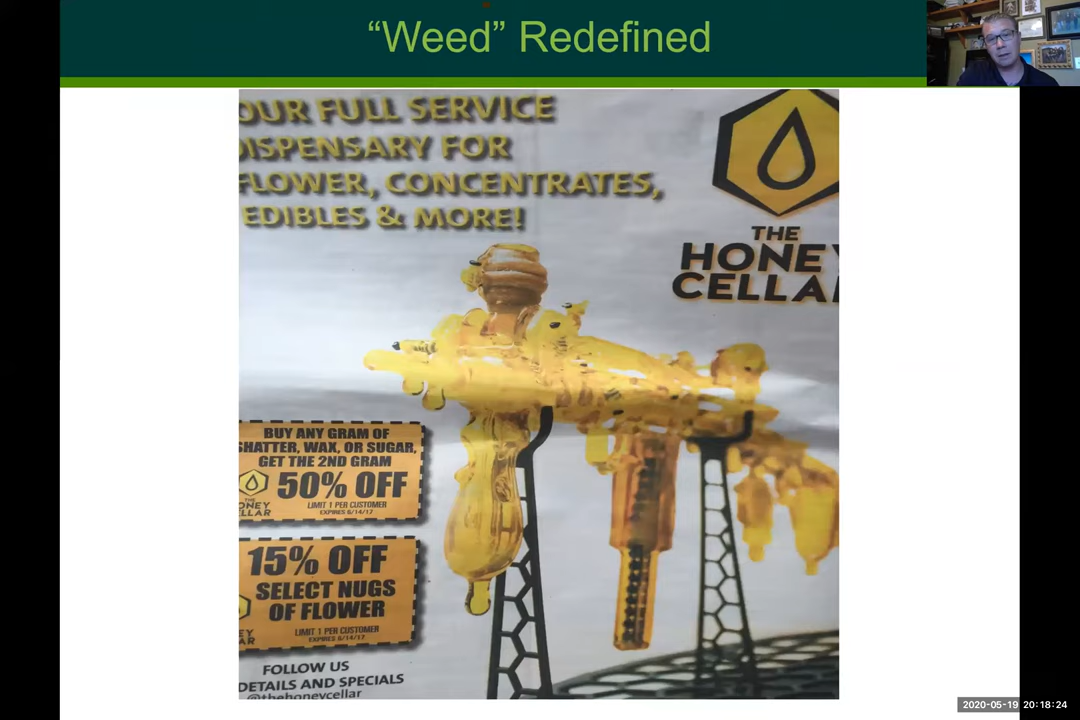 “Weed” Redefined
OUR FULL SERVICE
DISPENSARY FOR
FLOWER, CONCENTRATES,
EDIBLES & MORE!
THE
HONEY
CELLAR
BUY ANY GRAM OF
SHATTER, WAX, OR SUGAR,
GET THE 2ND GRAM
50% OFF
LIMIT 1 PER CUSTOMER
EXPIRES 6/14/17
15% OFF
SELECT NUGS
OF FLOWER
LIMIT 1 PER CUSTOMER
EXPIRES 6/14/17
FOLLOW US
DETAILS AND SPECIALS
@thehoneycellar
2020-05-19 20:18:24